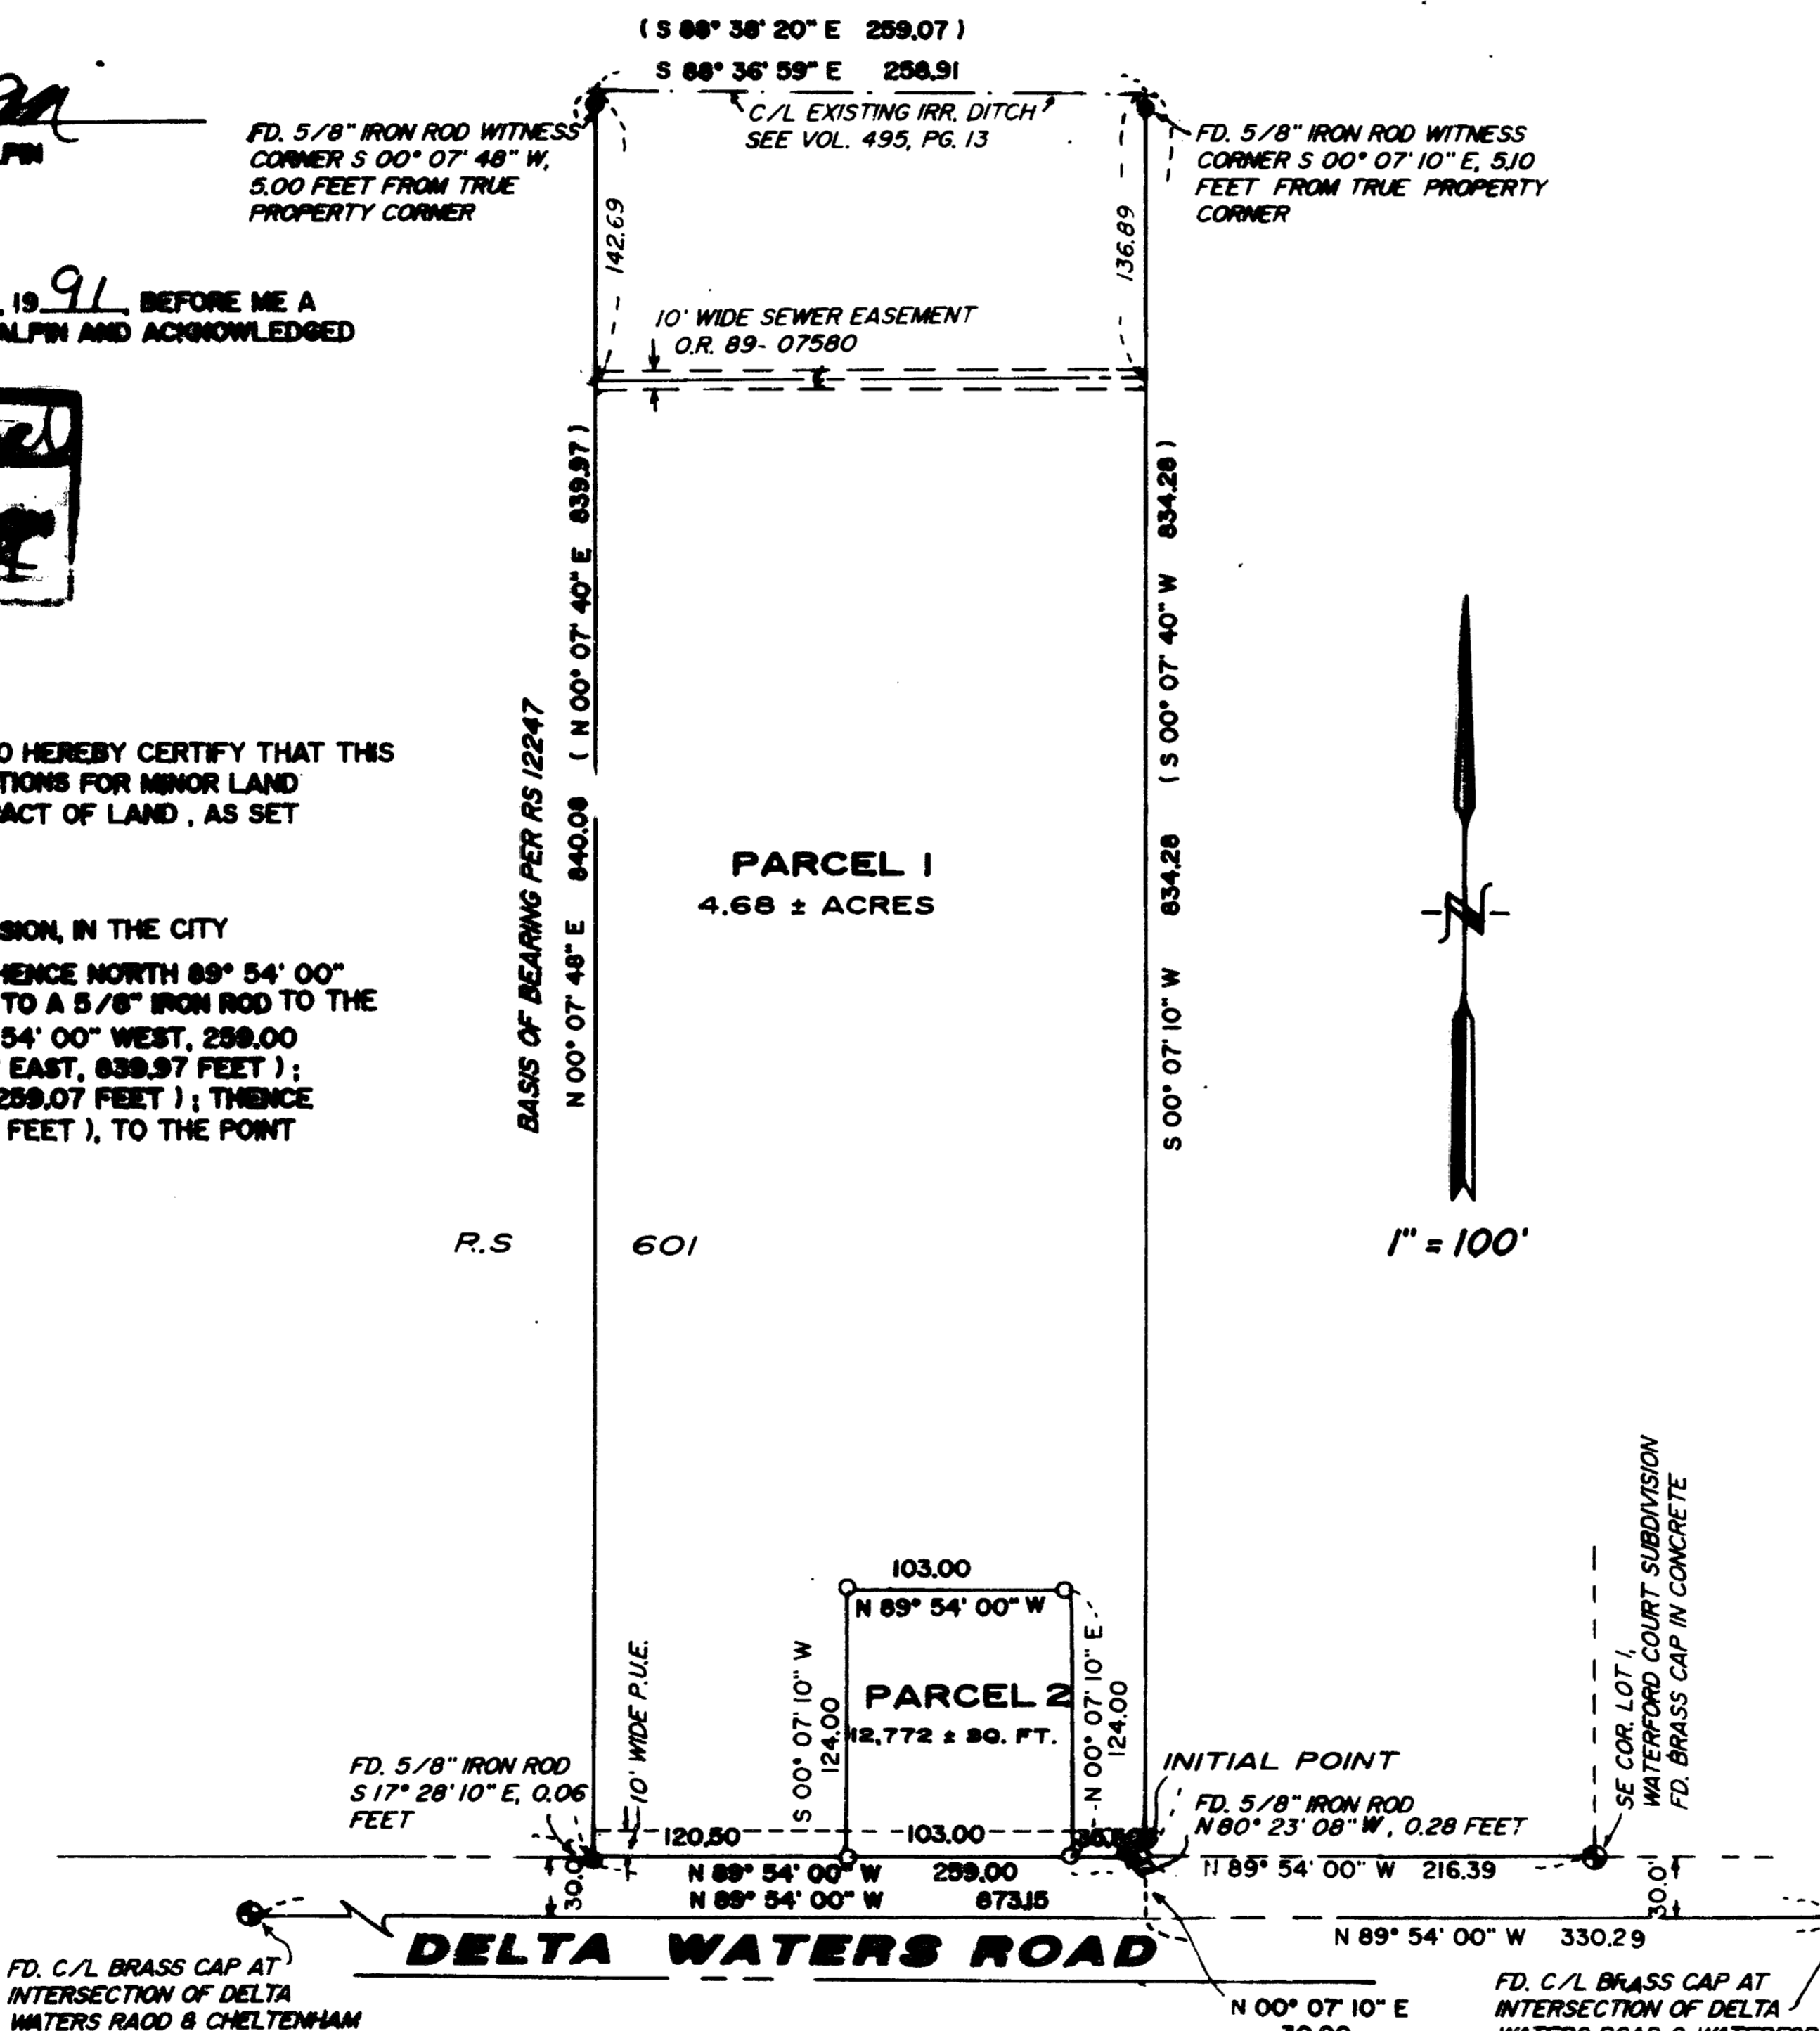 ( S 88° 38' 20" E 259.07 )
S 88° 36' 59" E 258.91
C/L EXISTING IRR. DITCH
SEE VOL. 495, PG. 13
FD. 5/8" IRON ROD WITNESS
CORNER S 00° 07' 48" W,
5.00 FEET FROM TRUE
PROPERTY CORNER
FD. 5/8" IRON ROD WITNESS
CORNER S 00° 07' 10" E, 5.10
FEET FROM TRUE PROPERTY
CORNER
142.69
136.89
, 19 91 BEFORE ME A
ALPIN AND ACKNOWLEDGED
10' WIDE SEWER EASEMENT
O.R. 89-07580
HEREBY CERTIFY THAT THIS
TIONS FOR MINOR LAND
ACT OF LAND, AS SET
SION, IN THE CITY
HENCE NORTH 89° 54' 00"
TO A 5/8" IRON ROD TO THE
54' 00" WEST, 259.00
EAST, 839.97 FEET ) ;
259.07 FEET ) ; THENCE
FEET ), TO THE POINT
BASIS OF BEARING PER RS 12247
N 00° 07' 48" E 840.08 ( N 00° 07' 40" E 839.97 )
S 00° 07' 10" W 834.28 ( S 00° 07' 40" W 834.28 )
PARCEL 1
4.68 ± ACRES
N
1" = 100'
R.S 601
103.00
N 89° 54' 00" W
S 00° 07' 10" W
124.00
PARCEL 2
12,772 ± SQ. FT.
N 00° 07' 10" E
124.00
10' WIDE P.U.E.
FD. 5/8" IRON ROD
S 17° 28' 10" E, 0.06
FEET
INITIAL POINT
FD. 5/8" IRON ROD
N 80° 23' 08" W, 0.28 FEET
SE COR. LOT 1,
WATERFORD COURT SUBDIVISION
FD. BRASS CAP IN CONCRETE
120.50 103.00
N 89° 54' 00" W 259.00
N 89° 54' 00" W 873.15
N 89° 54' 00" W 216.39
30.0'
30.0'
N 89° 54' 00" W 330.29
DELTA WATERS ROAD
FD. C/L BRASS CAP AT
INTERSECTION OF DELTA
WATERS RAOD & CHELTENHAM
N 00° 07' 10" E
30.00
FD. C/L BRASS CAP AT
INTERSECTION OF DELTA